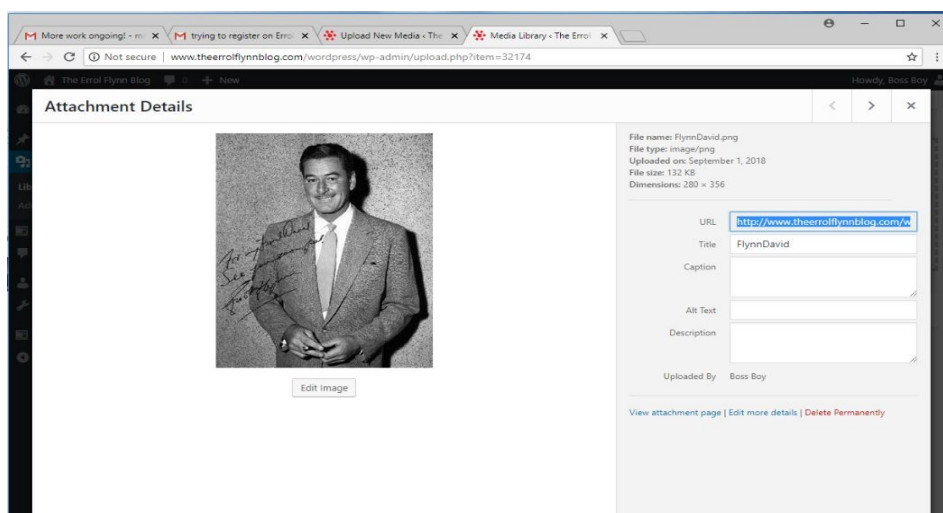 More work ongoing! - m
trying to register on Erro
Upload New Media ‹ The
Media Library ‹ The Errol
Not secure | www.theerrolflynnblog.com/wordpress/wp-admin/upload.php?item=32174
The Errol Flynn Blog 0 + New
Howdy, Boss Boy
Attachment Details
File name: FlynnDavid.png
File type: image/png
Uploaded on: September 1, 2018
File size: 132 KB
Dimensions: 280 × 356
URL http://www.theerrolflynnblog.com/w
Title FlynnDavid
Caption
Alt Text
Description
Uploaded By Boss Boy
View attachment page | Edit more details | Delete Permanently
Edit Image
Lib